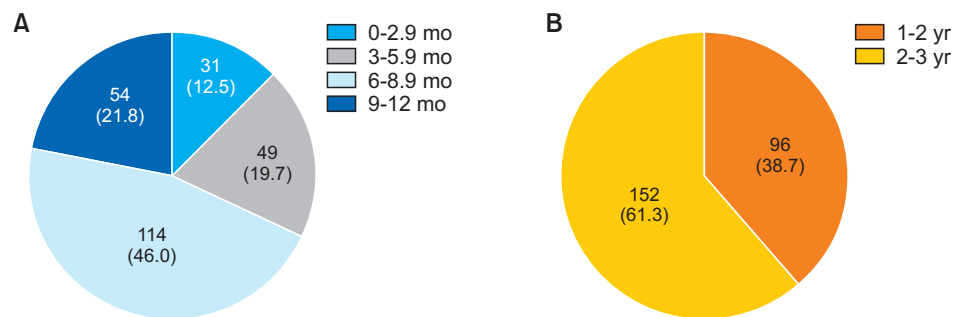 A
0-2.9 mo
3-5.9 mo
6-8.9 mo
9-12 mo
31
(12.5)
49
(19.7)
114
(46.0)
54
(21.8)
B
1-2 yr
2-3 yr
96
(38.7)
152
(61.3)